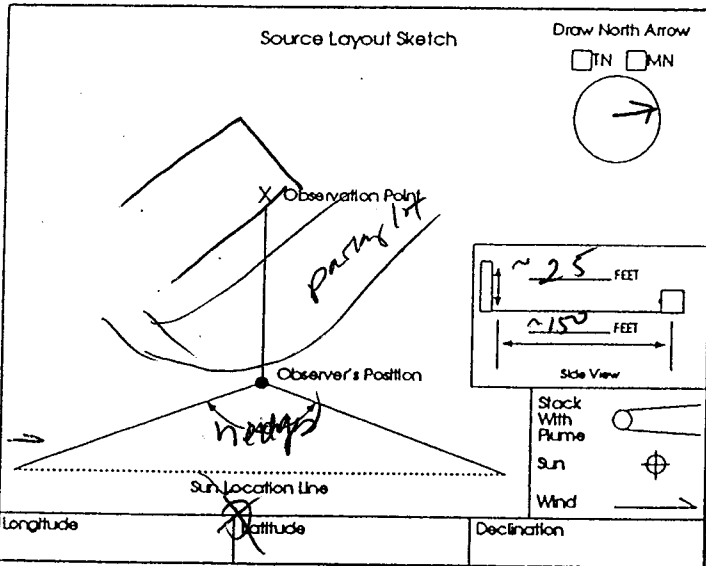 Source Layout Sketch
Draw North Arrow
TN MN
X Observation Point
parking lot
~ 25 FEET
~150 FEET
Side View
Observer's Position
hedges
Sun Location Line
Stack
With
Plume
Sun
Wind
Longitude Latitude Declination